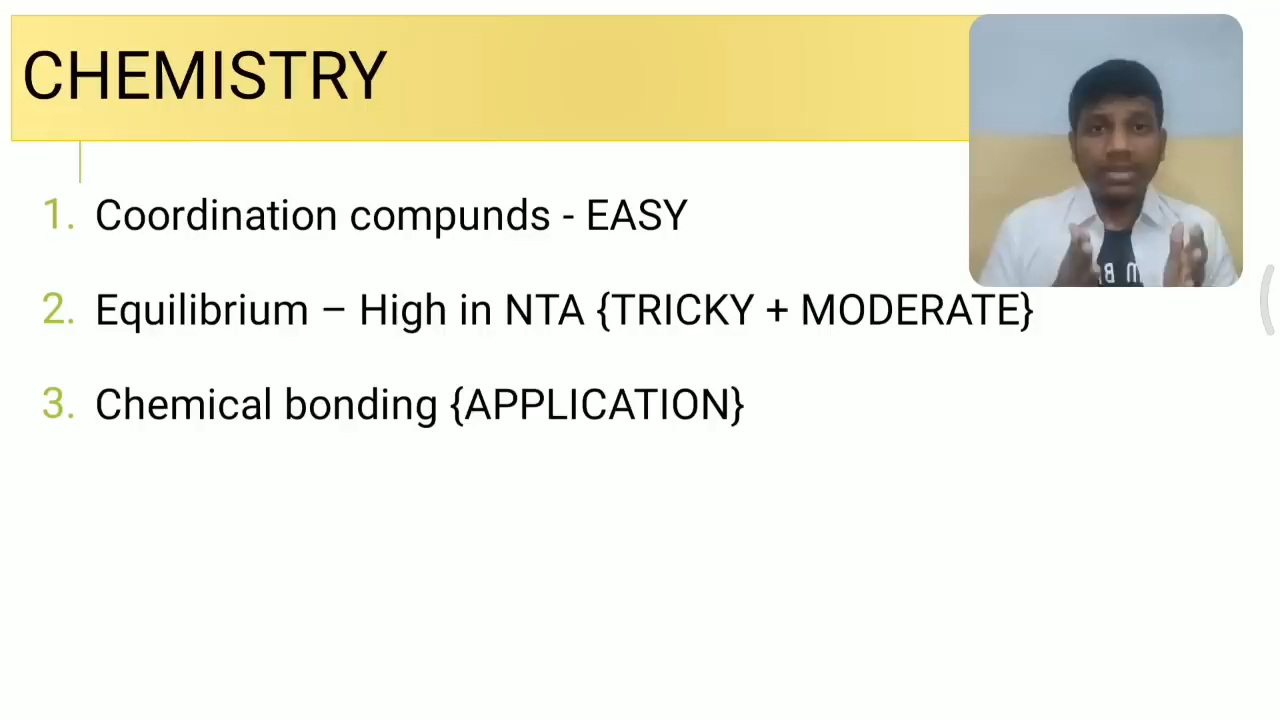 CHEMISTRY
1. Coordination compunds - EASY
2. Equilibrium – High in NTA {TRICKY + MODERATE}
3. Chemical bonding {APPLICATION}